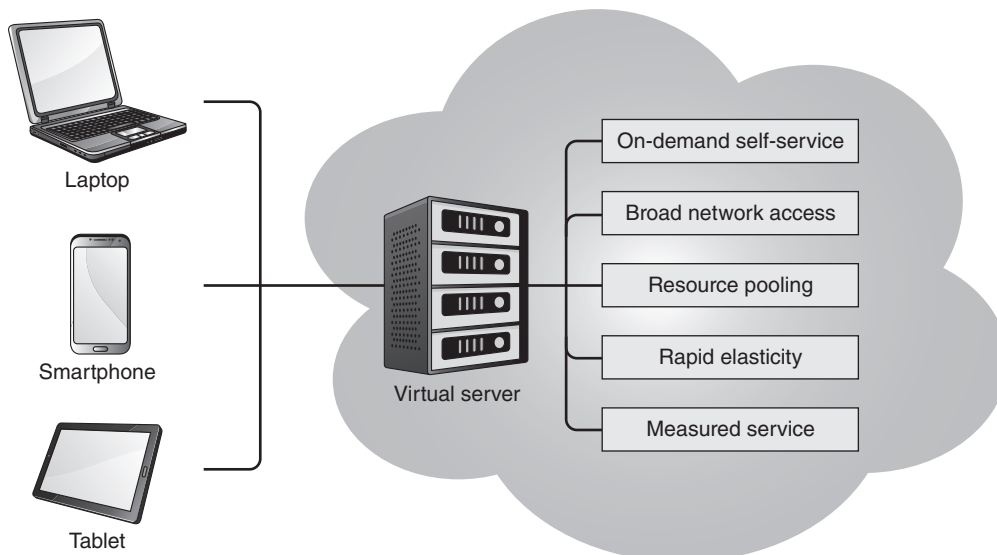 Laptop
Smartphone
Tablet
Virtual server
On-demand self-service
Broad network access
Resource pooling
Rapid elasticity
Measured service